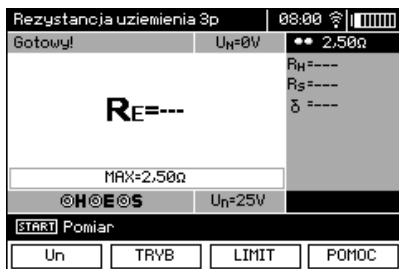 Rezystancja uziemienia 3p 08:00
Gotowy! UN=0V 2,50Ω
RH=---
RS=---
δ =---
RE=---
MAX=2,50Ω
H E S Un=25V
START Pomiar
Un TRYB LIMIT POMOC